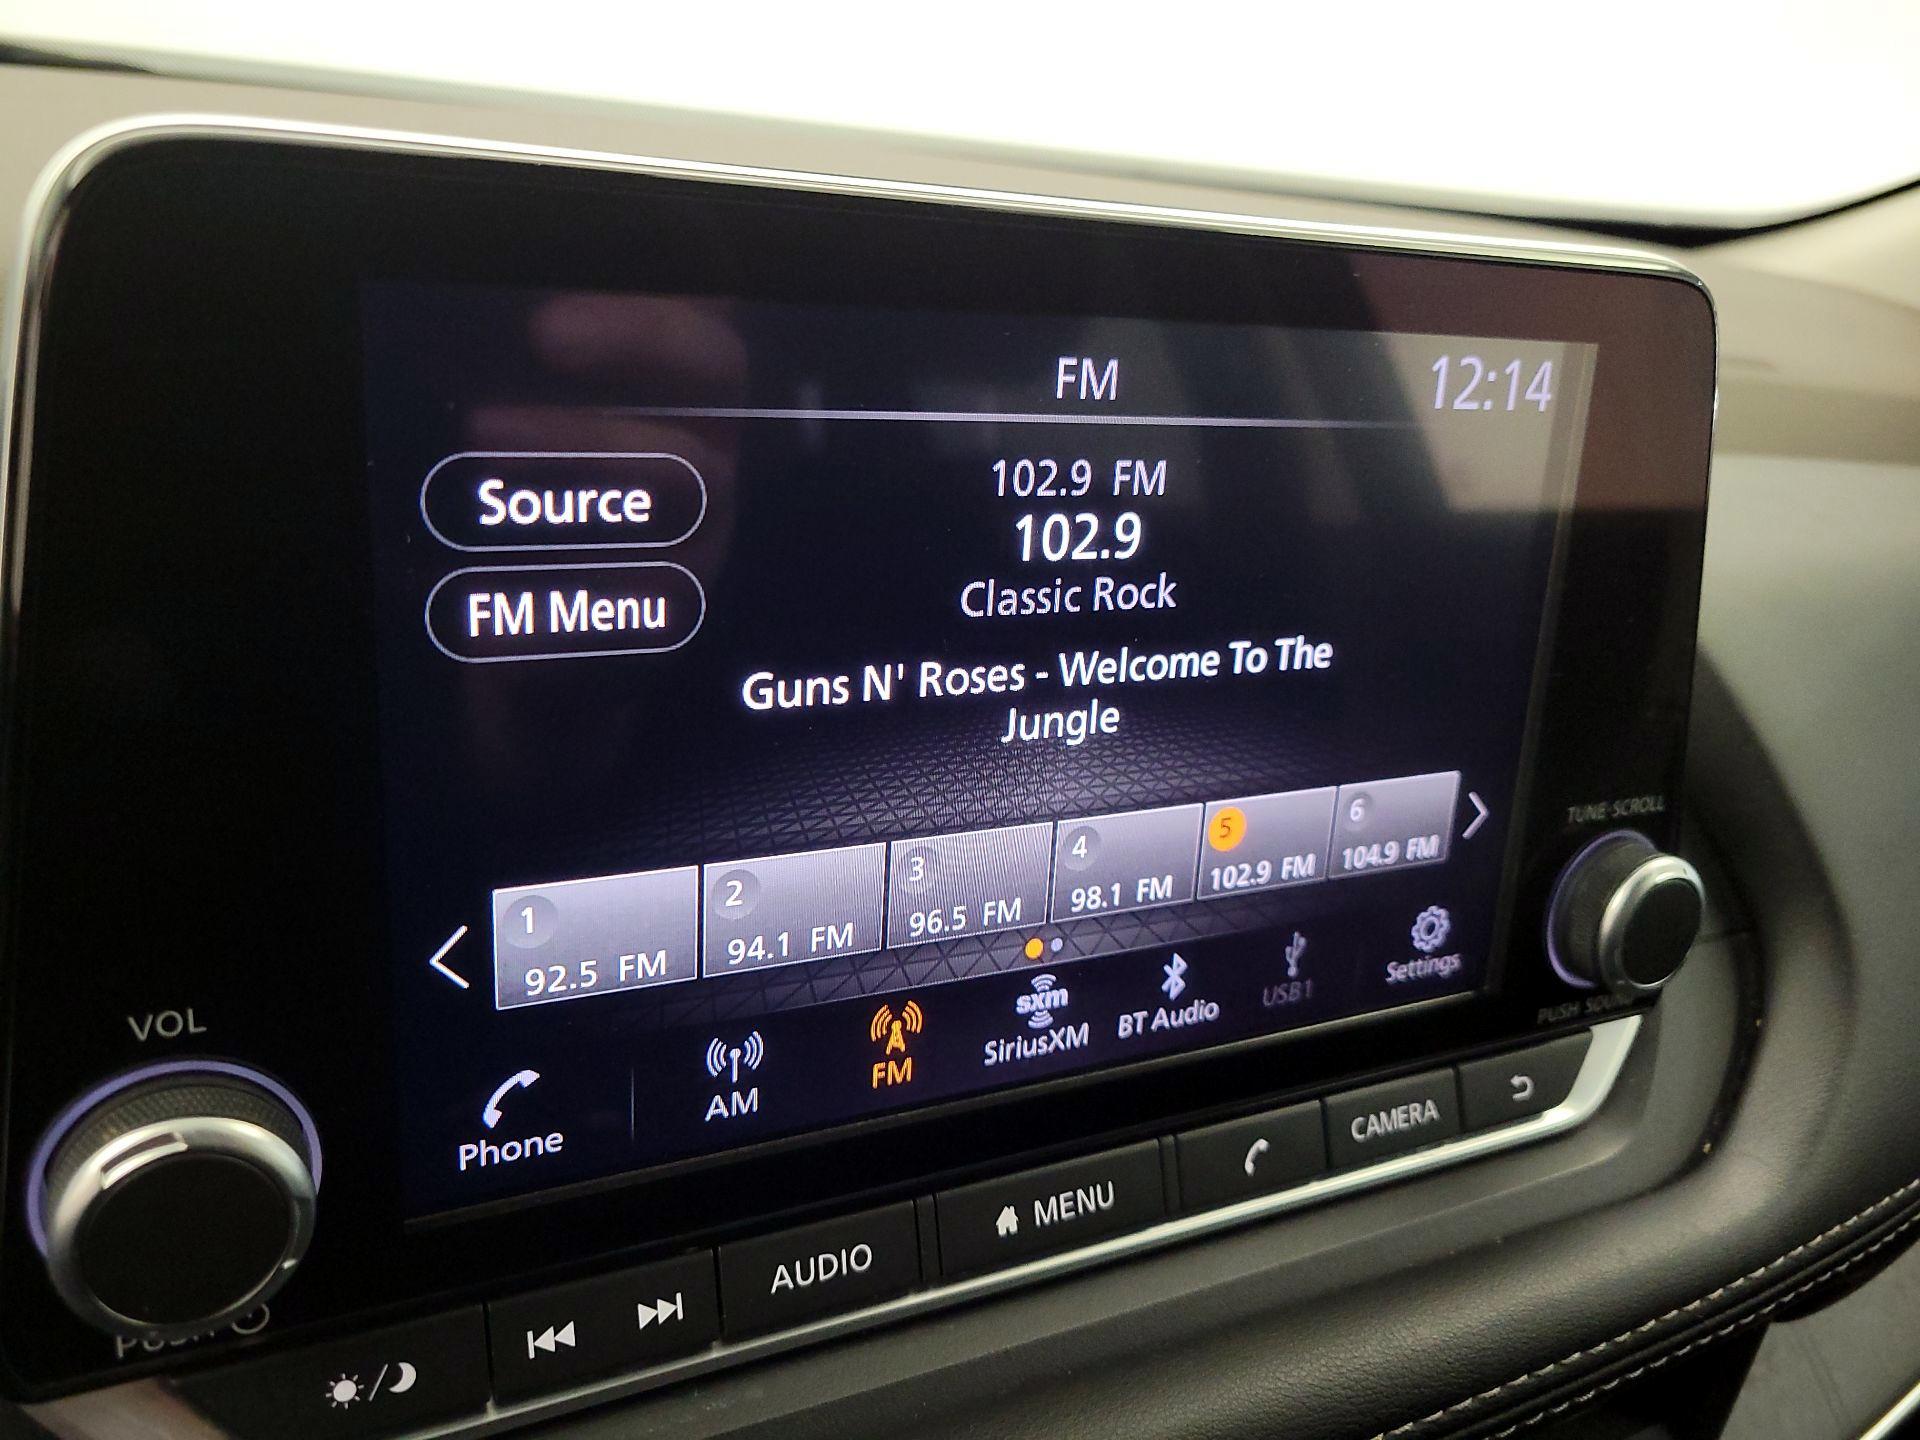 FM
12:14
Source
102.9 FM
102.9
FM Menu
Classic Rock
Guns N' Roses - Welcome To The
Jungle
1
92.5 FM
2
94.1 FM
3
96.5 FM
4
98.1 FM
5
102.9 FM
6
104.9 FM
TUNE·SCROLL
PUSH SOUND
VOL
PUSH
Phone
AM
FM
sxm
SiriusXM
BT Audio
USB1
Settings
AUDIO
MENU
CAMERA